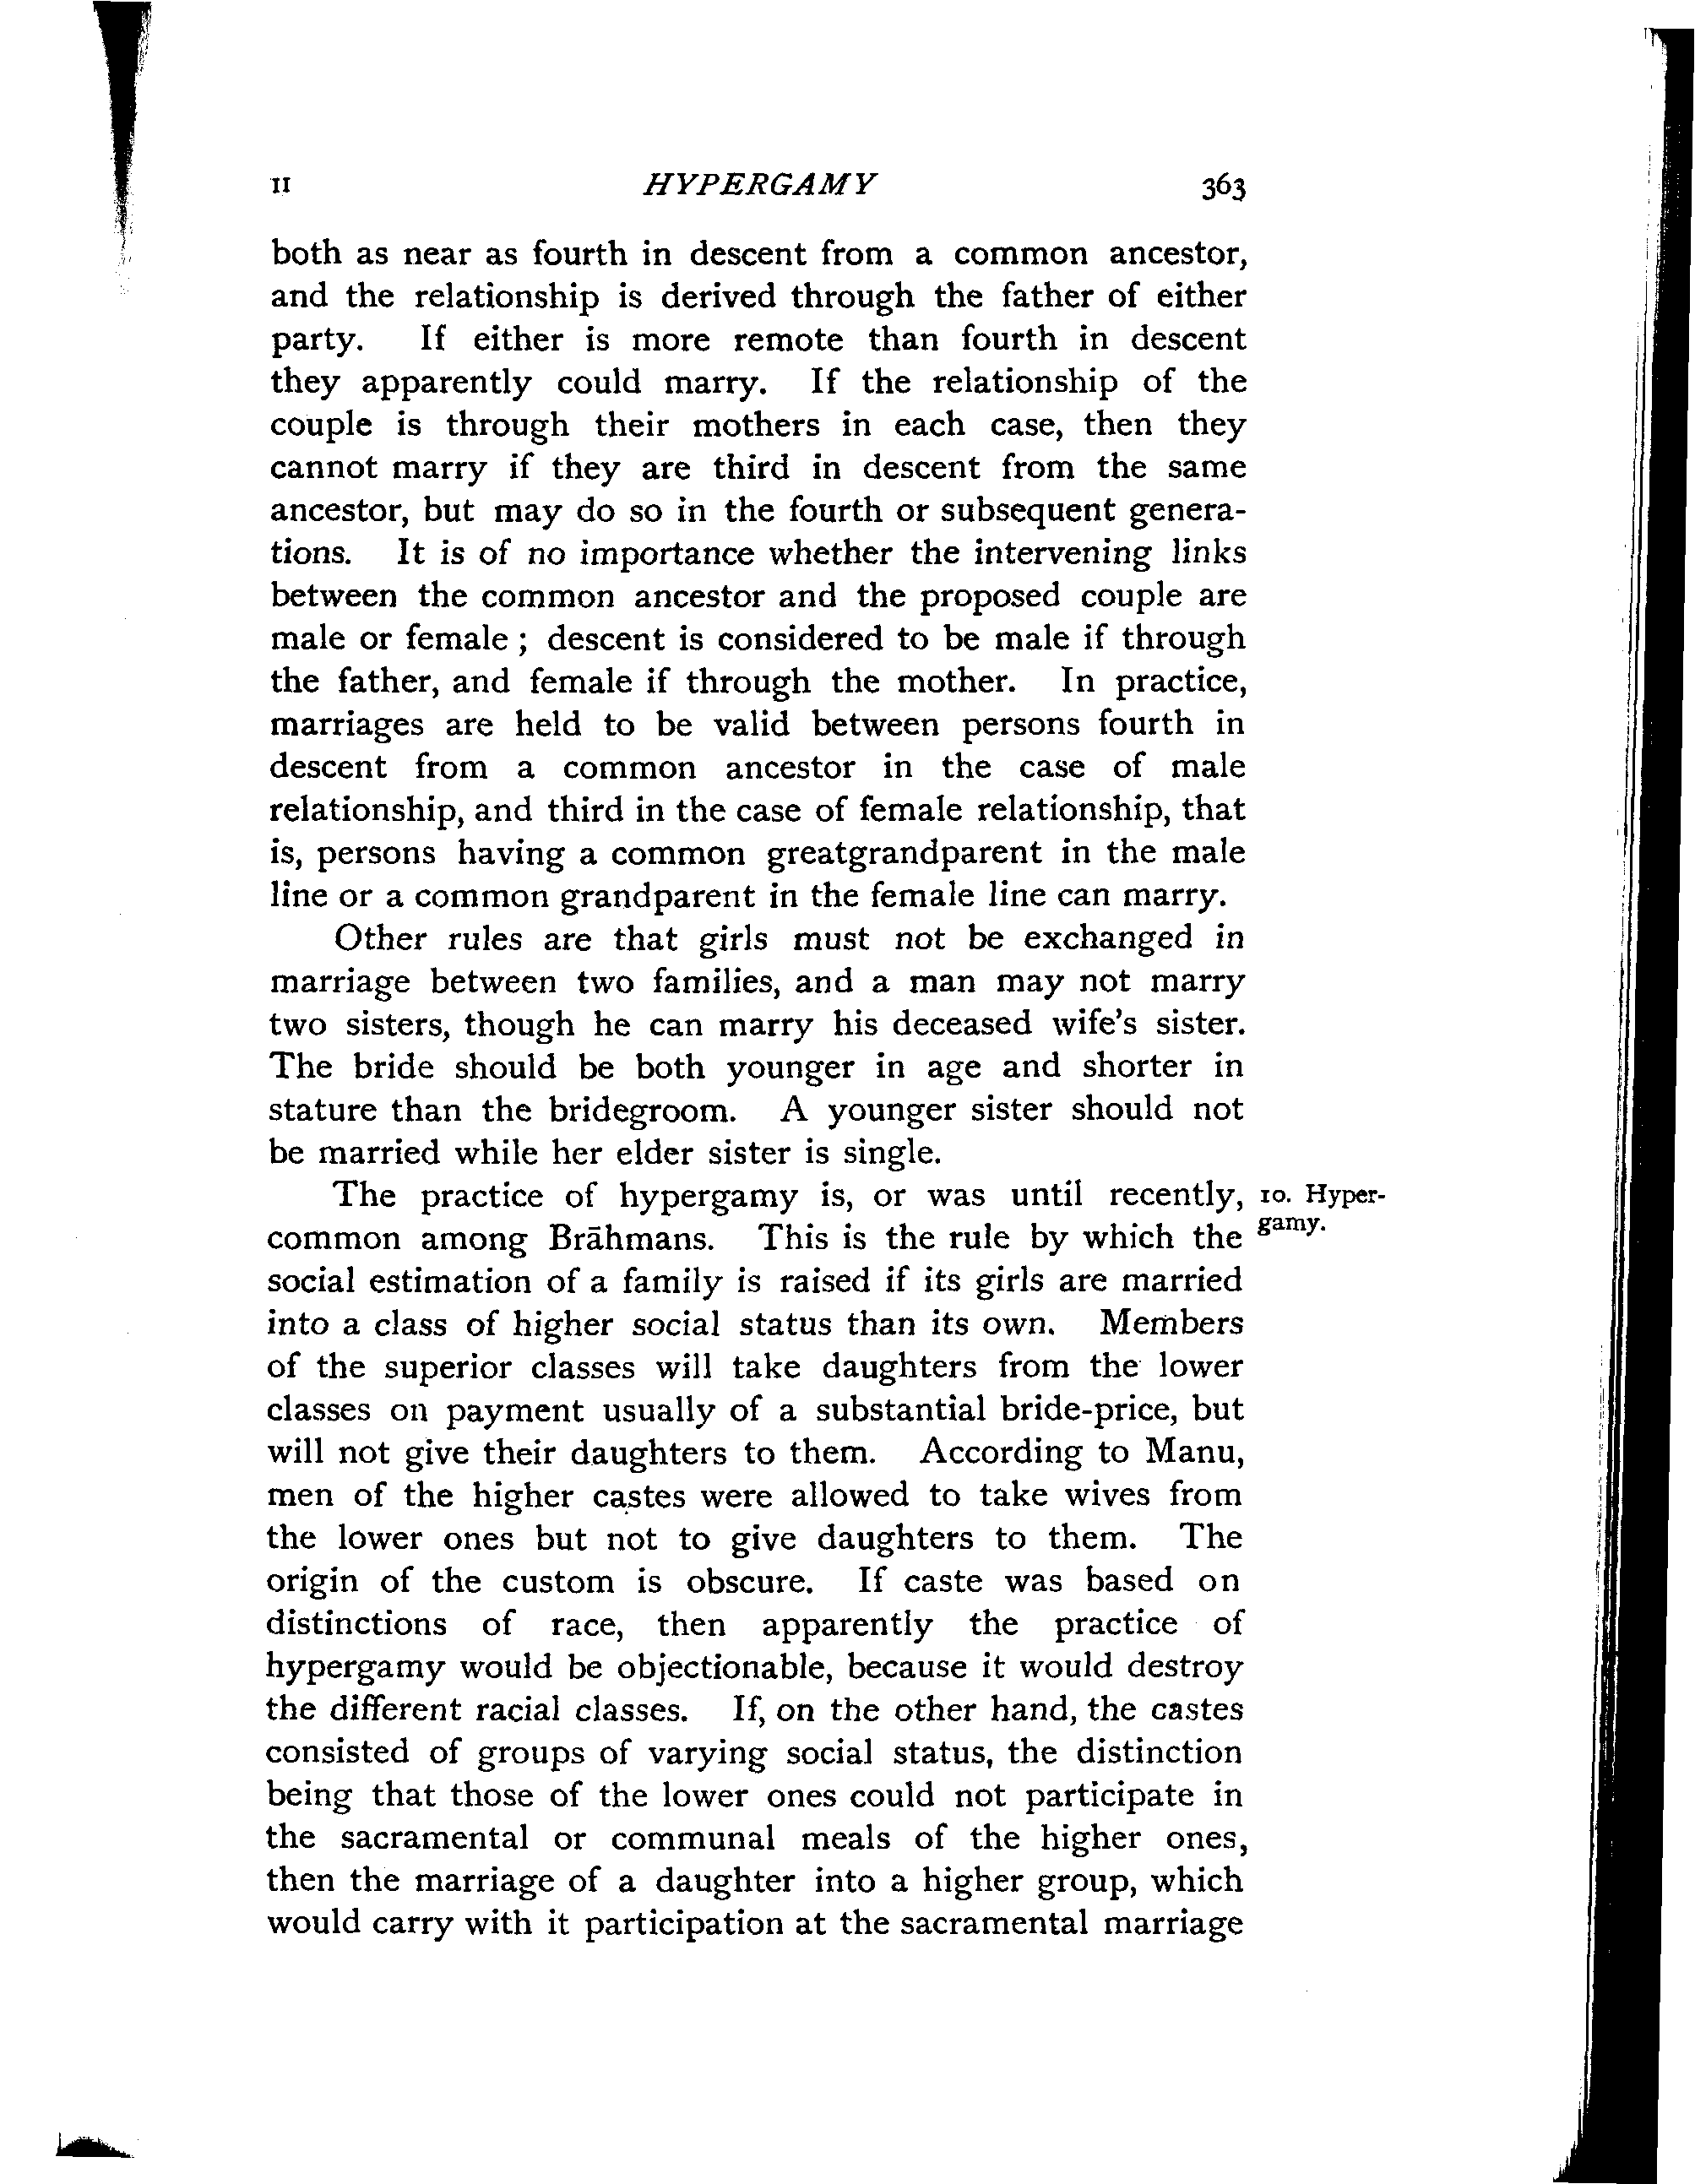 II HYPERGAMY 363
both as near as fourth in descent from a common ancestor,
and the relationship is derived through the father of either
party. If either is more remote than fourth in descent
they apparently could marry. If the relationship of the
couple is through their mothers in each case, then they
cannot marry if they are third in descent from the same
ancestor, but may do so in the fourth or subsequent genera-
tions. It is of no importance whether the intervening links
between the common ancestor and the proposed couple are
male or female ; descent is considered to be male if through
the father, and female if through the mother. In practice,
marriages are held to be valid between persons fourth in
descent from a common ancestor in the case of male
relationship, and third in the case of female relationship, that
is, persons having a common greatgrandparent in the male
line or a common grandparent in the female line can marry.
Other rules are that girls must not be exchanged in
marriage between two families, and a man may not marry
two sisters, though he can marry his deceased wife's sister.
The bride should be both younger in age and shorter in
stature than the bridegroom. A younger sister should not
be married while her elder sister is single.
The practice of hypergamy is, or was until recently, 10. Hyper-
common among Brāhmans. This is the rule by which the gamy.
social estimation of a family is raised if its girls are married
into a class of higher social status than its own. Members
of the superior classes will take daughters from the lower
classes on payment usually of a substantial bride-price, but
will not give their daughters to them. According to Manu,
men of the higher castes were allowed to take wives from
the lower ones but not to give daughters to them. The
origin of the custom is obscure. If caste was based on
distinctions of race, then apparently the practice of
hypergamy would be objectionable, because it would destroy
the different racial classes. If, on the other hand, the castes
consisted of groups of varying social status, the distinction
being that those of the lower ones could not participate in
the sacramental or communal meals of the higher ones,
then the marriage of a daughter into a higher group, which
would carry with it participation at the sacramental marriage